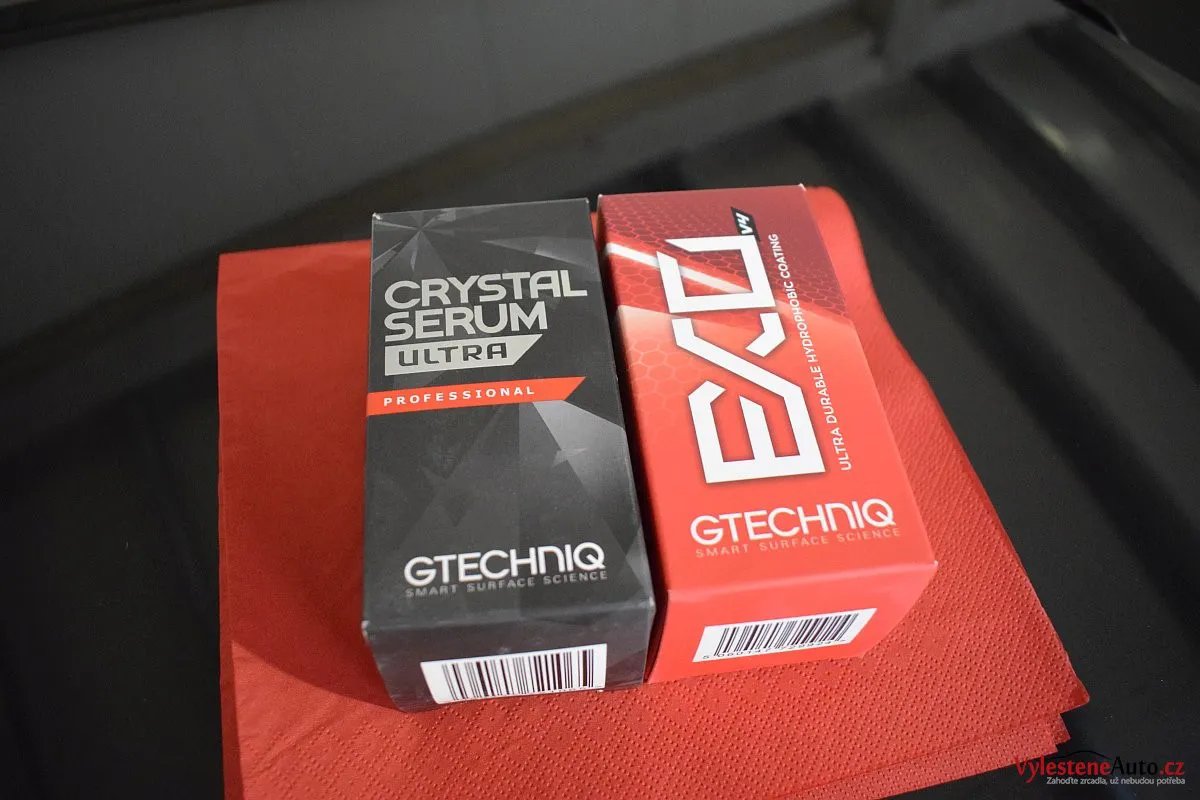 CRYSTAL
SERUM
ULTRA
PROFESSIONAL
GTECHNIQ
SMART SURFACE SCIENCE
EXO
V4
ULTRA DURABLE HYDROPHOBIC COATING
GTECHNIQ
SMART SURFACE SCIENCE
VylesteneAuto.cz
Zahoďte zrcadla, už nebudou potřeba